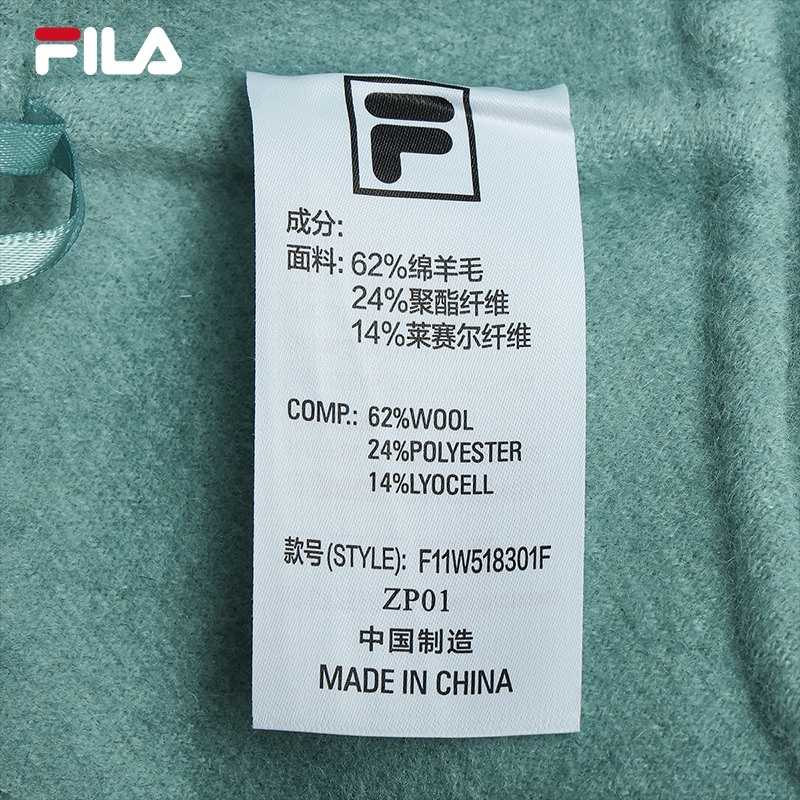 FILA
成分:
面料: 62%绵羊毛
24%聚酯纤维
14%莱赛尔纤维
COMP.: 62%WOOL
24%POLYESTER
14%LYOCELL
款号(STYLE): F11W518301F
ZP01
中国制造
MADE IN CHINA